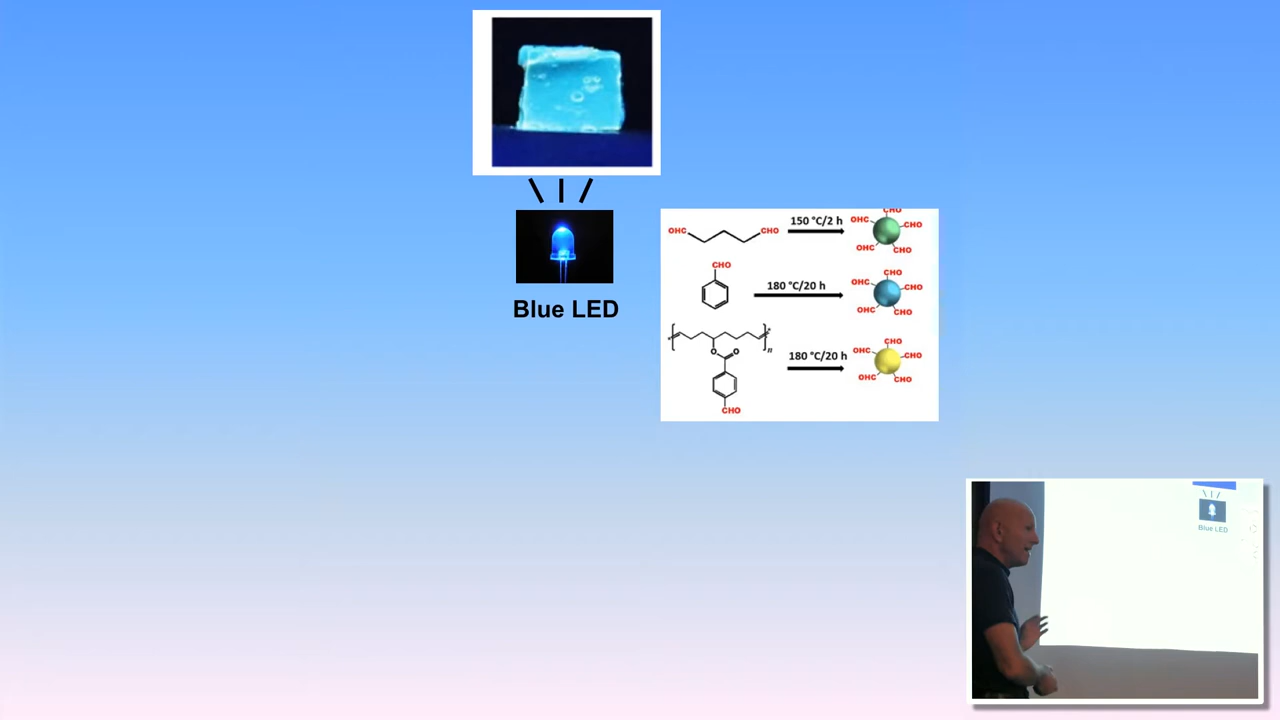 Blue LED
OHC CHO 150 °C/2 h CHO OHC CHO OHC CHO
CHO 180 °C/20 h CHO OHC CHO OHC CHO
n O O CHO 180 °C/20 h CHO OHC CHO OHC CHO
Blue LED